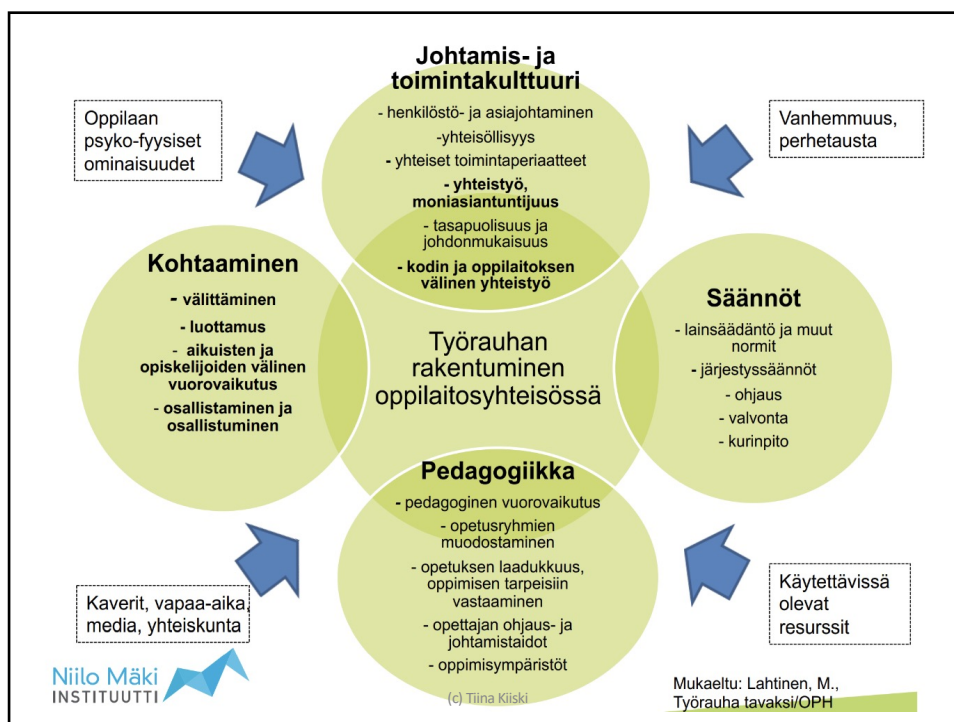 Johtamis- ja
toimintakulttuuri
- henkilöstö- ja asiajohtaminen
-yhteisöllisyys
- yhteiset toimintaperiaatteet
- yhteistyö,
moniasiantuntijuus
- tasapuolisuus ja
johdonmukaisuus
- kodin ja oppilaitoksen
välinen yhteistyö
Oppilaan
psyko-fyysiset
ominaisuudet
Vanhemmuus,
perhetausta
Kohtaaminen
- välittäminen
- luottamus
- aikuisten ja
opiskelijoiden välinen
vuorovaikutus
- osallistaminen ja
osallistuminen
Työrauhan
rakentuminen
oppilaitosyhteisössä
Säännöt
- lainsäädäntö ja muut
normit
- järjestyssäännöt
- ohjaus
- valvonta
- kurinpito
Pedagogiikka
- pedagoginen vuorovaikutus
- opetusryhmien
muodostaminen
- opetuksen laadukkuus,
oppimisen tarpeisiin
vastaaminen
- opettajan ohjaus- ja
johtamistaidot
- oppimisympäristöt
Kaverit, vapaa-aika,
media, yhteiskunta
Käytettävissä
olevat
resurssit
Niilo Mäki
INSTITUUTTI
(c) Tiina Kiiski
Mukaeltu: Lahtinen, M.,
Työrauha tavaksi/OPH